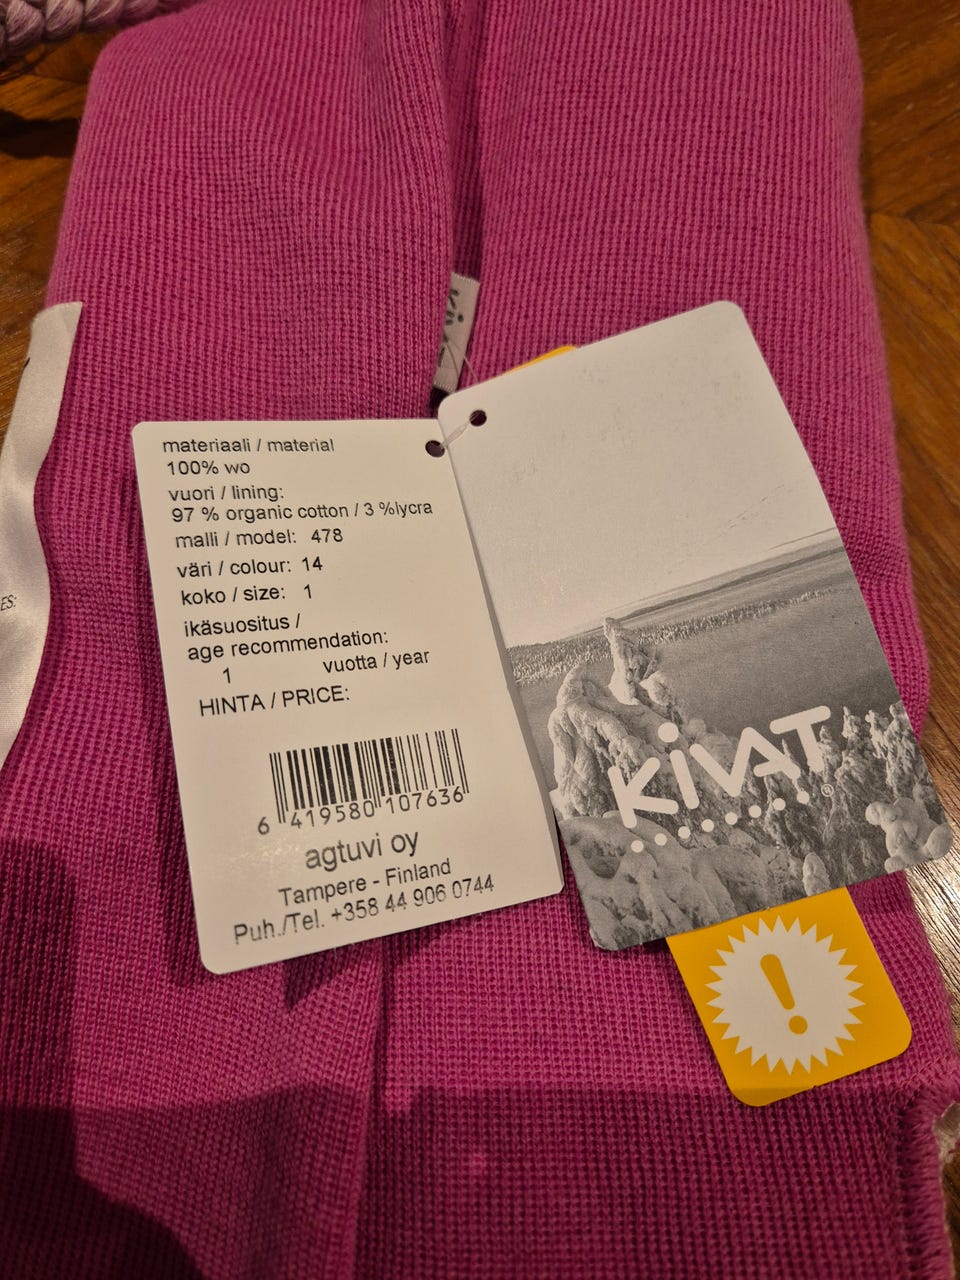 materiaali / material
100% wo
vuori / lining:
97 % organic cotton / 3 %lycra
malli / model: 478
väri / colour: 14
koko / size: 1
ikäsuositus /
age recommendation:
1 vuotta / year
HINTA / PRICE:
6 419580 107636
agtuvi oy
Tampere - Finland
Puh./Tel. +358 44 906 0744
KiVAT
®
!
ES: